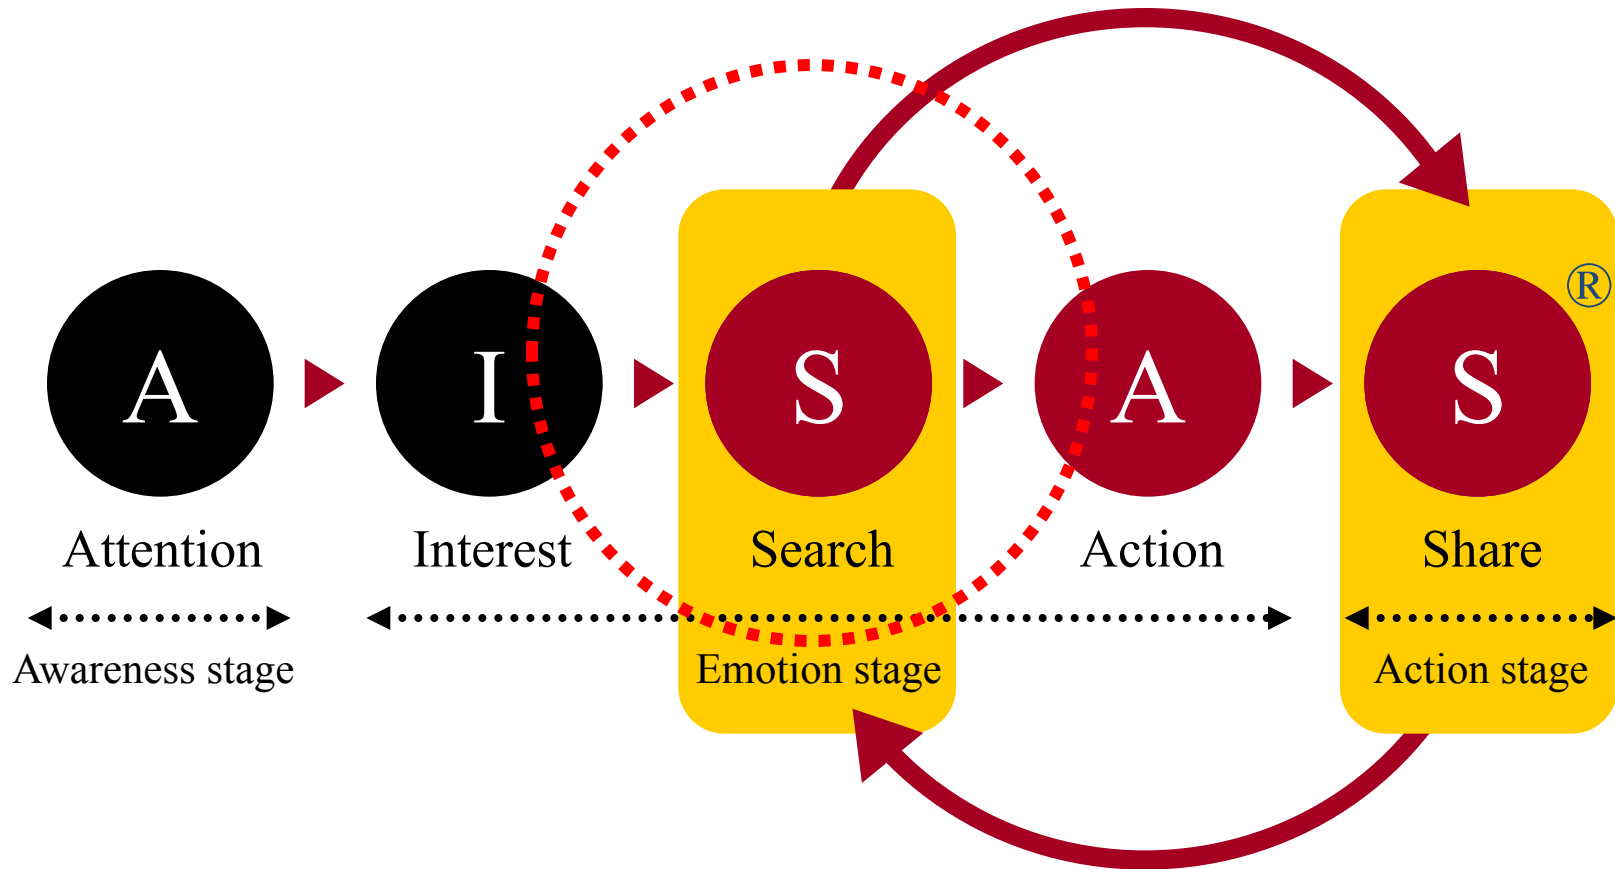 A I S A S ®
Attention Interest Search Action Share
Awareness stage Emotion stage Action stage